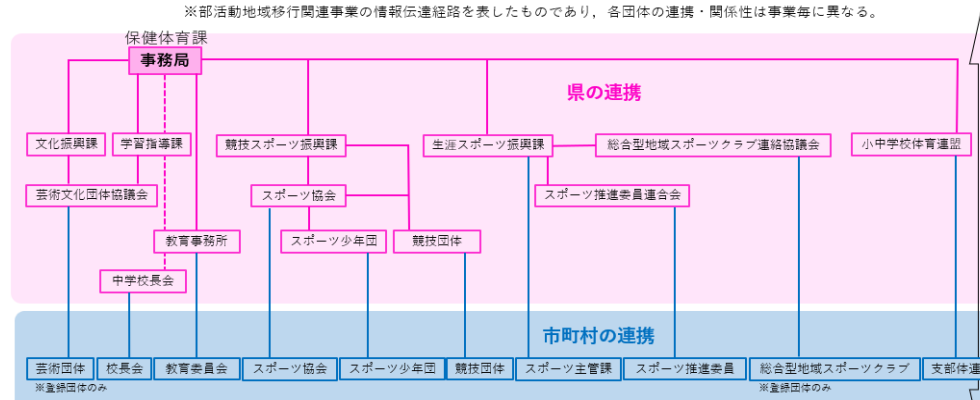 ※部活動地域移行関連事業の情報伝達経路を表したものであり，各団体の連携・関係性は事業毎に異なる。
保健体育課
事務局
県の連携
文化振興課
学習指導課
競技スポーツ振興課
生涯スポーツ振興課
総合型地域スポーツクラブ連絡協議会
小中学校体育連盟
芸術文化団体協議会
スポーツ協会
スポーツ推進委員連合会
教育事務所
スポーツ少年団
競技団体
中学校長会
市町村の連携
芸術団体
校長会
教育委員会
スポーツ協会
スポーツ少年団
競技団体
スポーツ主管課
スポーツ推進委員
総合型地域スポーツクラブ
支部体連
※登録団体のみ
※登録団体のみ